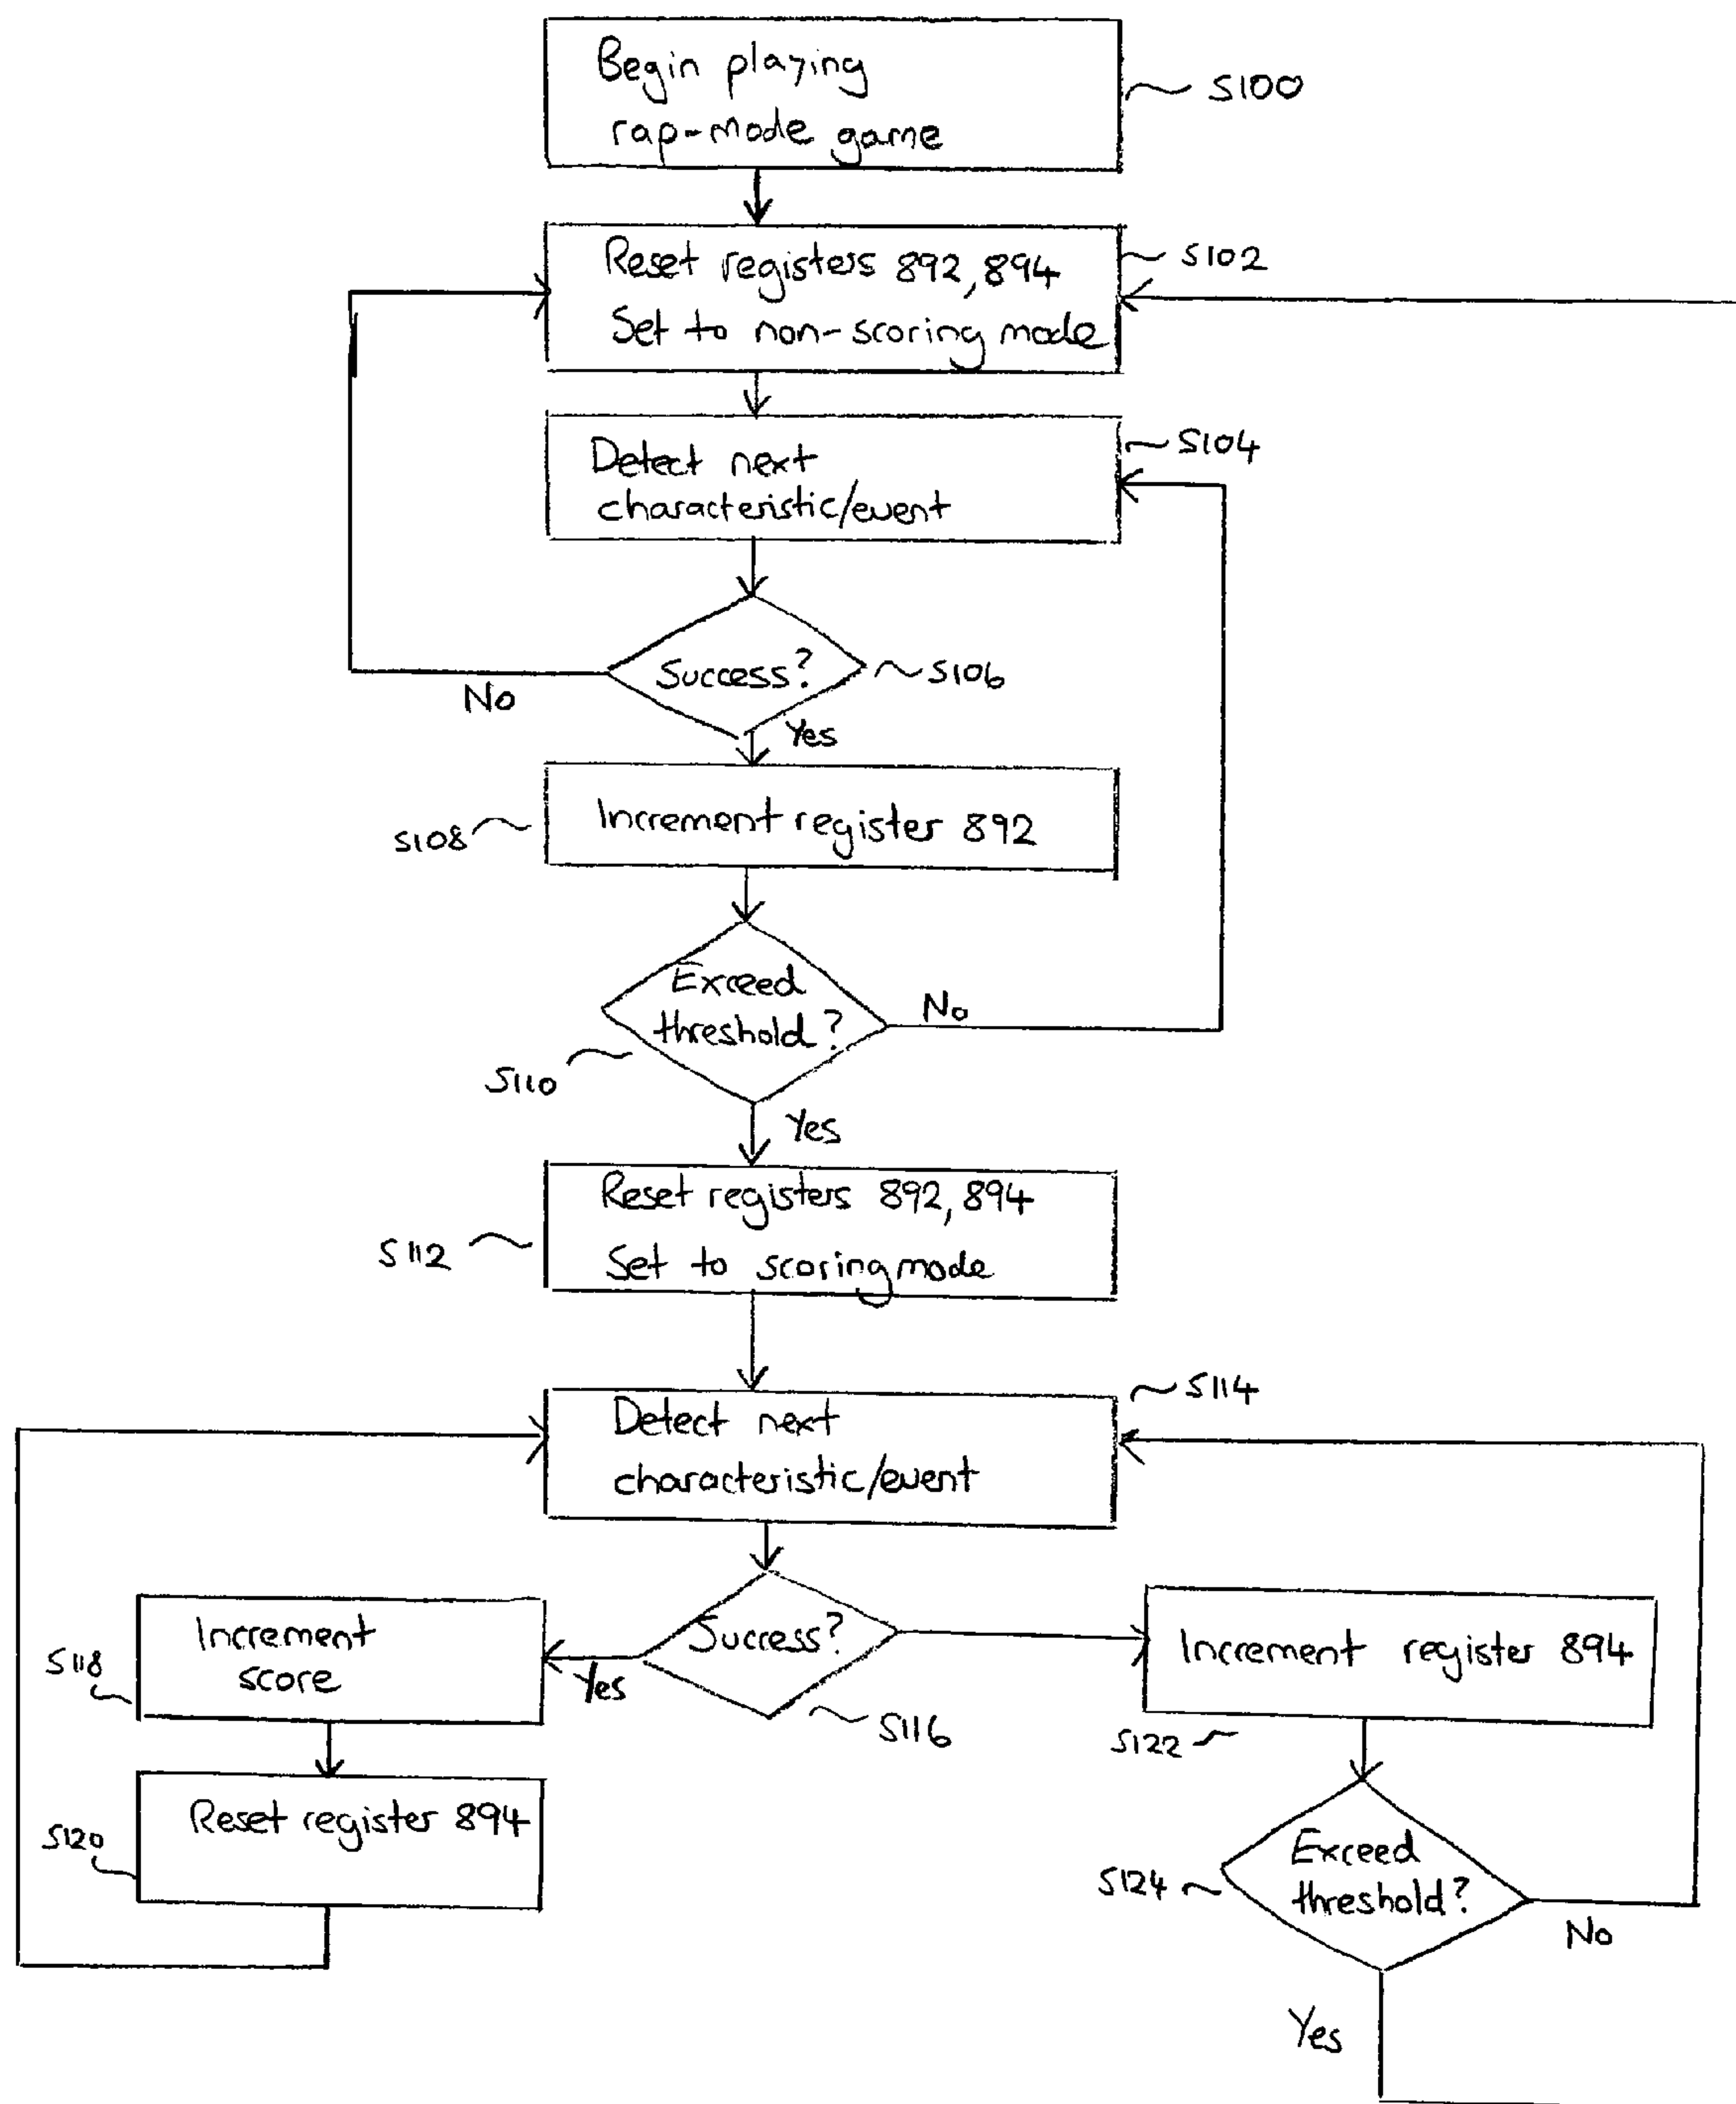 Begin playing
rap-mode game
S100
Reset registers 892, 894
Set to non-scoring mode
S102
Detect next
characteristic/event
S104
Success?
S106
No
Yes
Increment register 892
S108
Exceed
threshold?
No
S110
Yes
Reset registers 892, 894
Set to scoring mode
S112
Detect next
characteristic/event
S114
Success?
Yes
S116
Increment
score
S118
Increment register 894
S122
Reset register 894
S120
Exceed
threshold?
S124
No
Yes